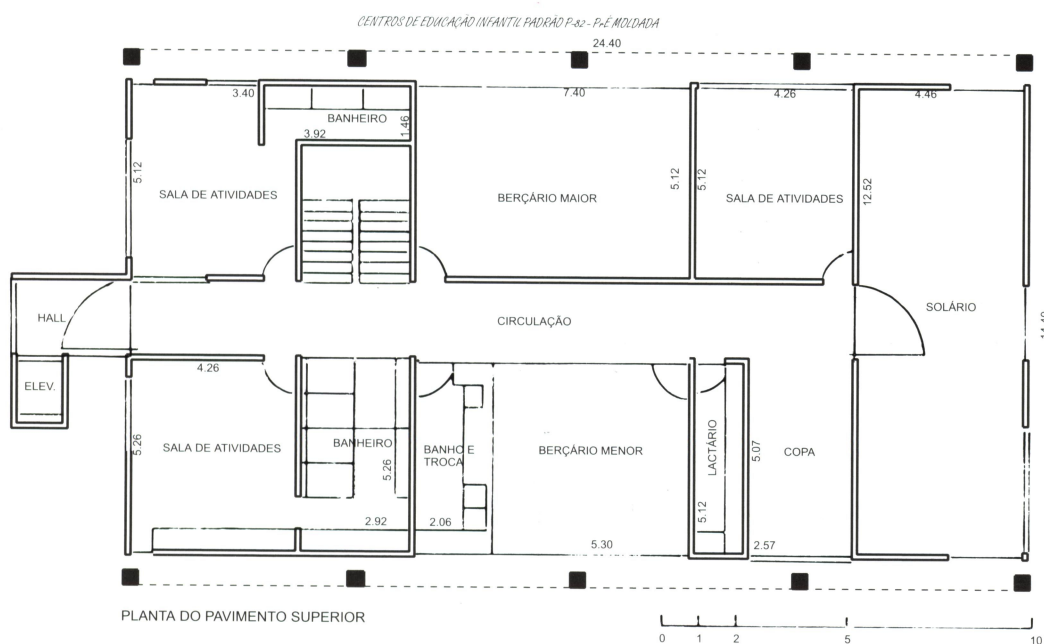 CENTROS DE EDUCAÇÃO INFANTIL PADRÃO P-82 - PrÉ MOLDADA
24.40
3.40
7.40
4.26
4.46
BANHEIRO
3.92
1.46
5.12
SALA DE ATIVIDADES
BERÇÁRIO MAIOR
5.12
5.12
SALA DE ATIVIDADES
12.52
HALL
CIRCULAÇÃO
SOLÁRIO
14.40
ELEV.
4.26
5.26
SALA DE ATIVIDADES
BANHEIRO
5.26
BANHO E
TROCA
BERÇÁRIO MENOR
LACTÁRIO
5.07
COPA
5.12
2.92
2.06
5.30
2.57
PLANTA DO PAVIMENTO SUPERIOR
0 1 2 5 10